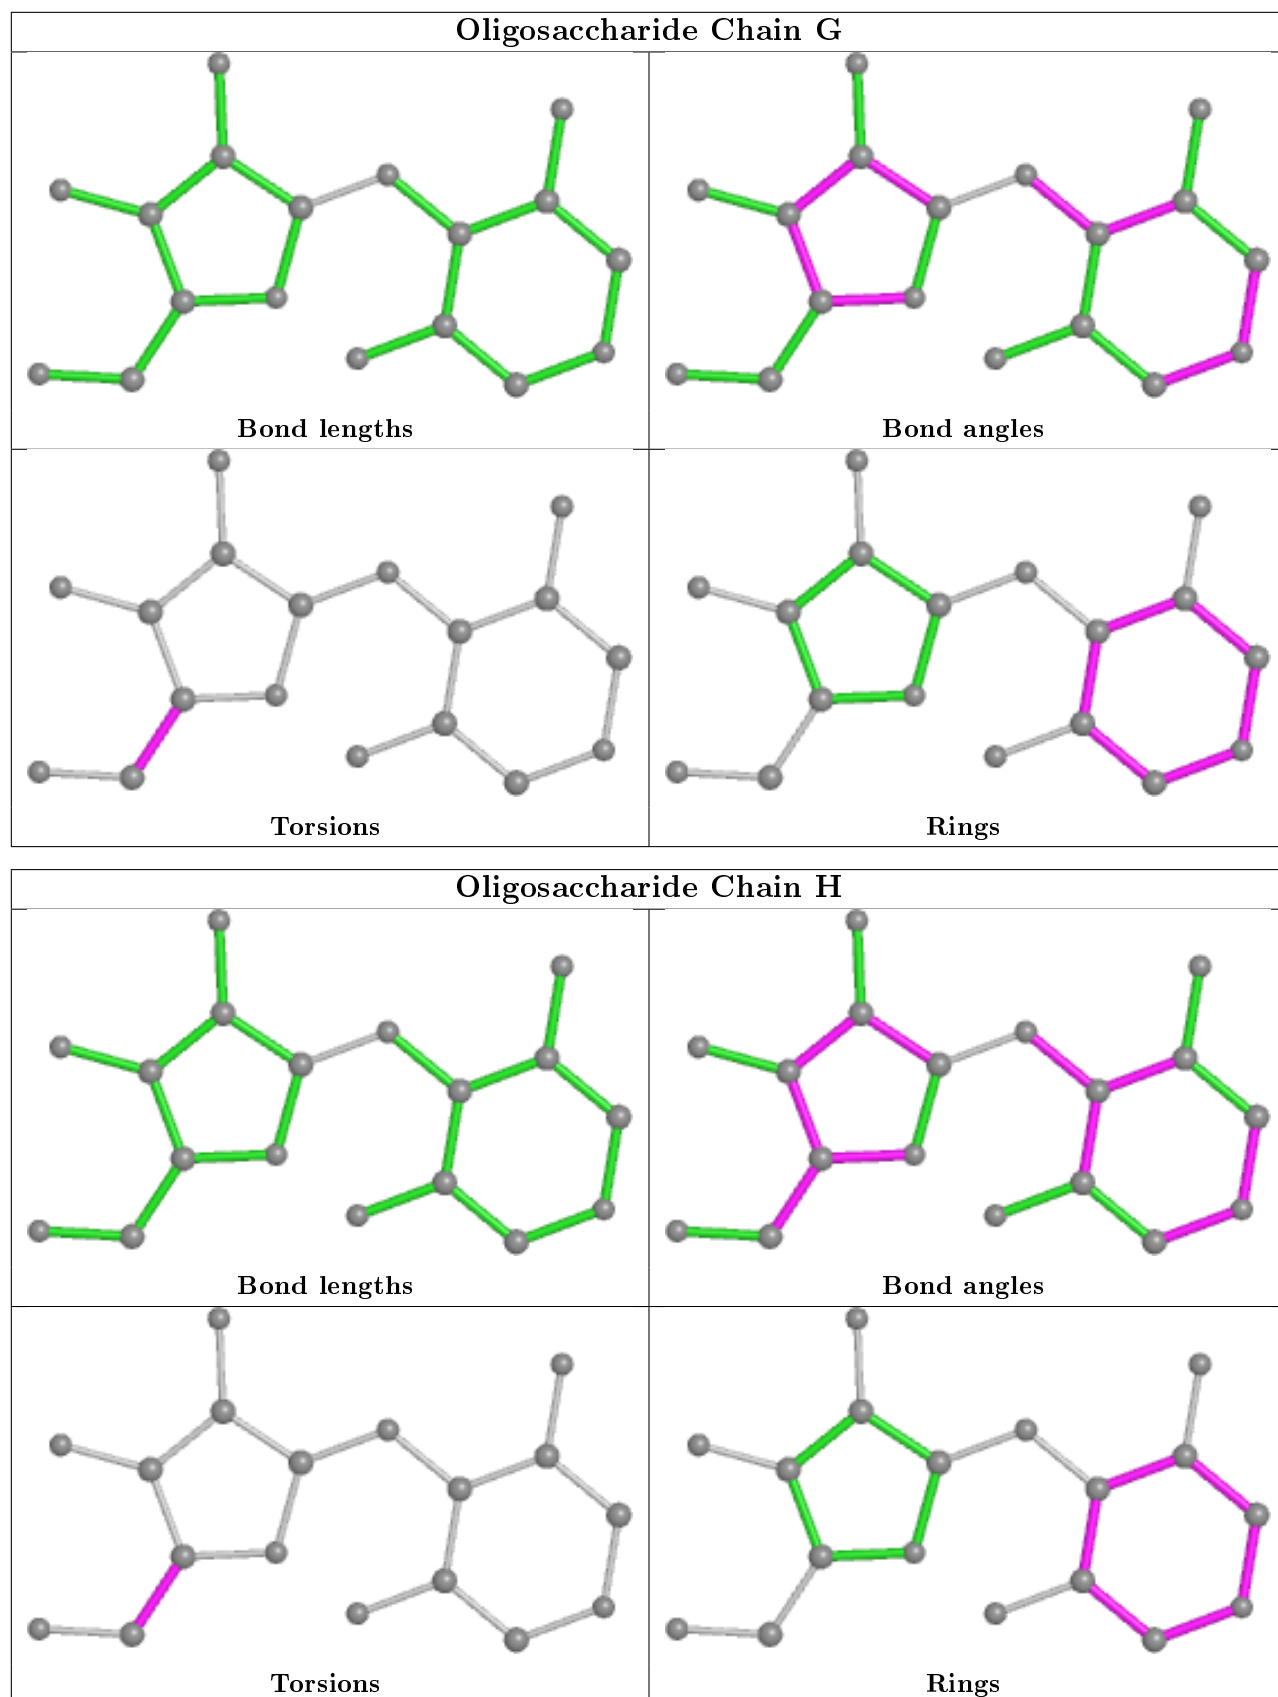 Oligosaccharide Chain G
Bond lengths
Bond angles
Torsions
Rings
Oligosaccharide Chain H
Bond lengths
Bond angles
Torsions
Rings